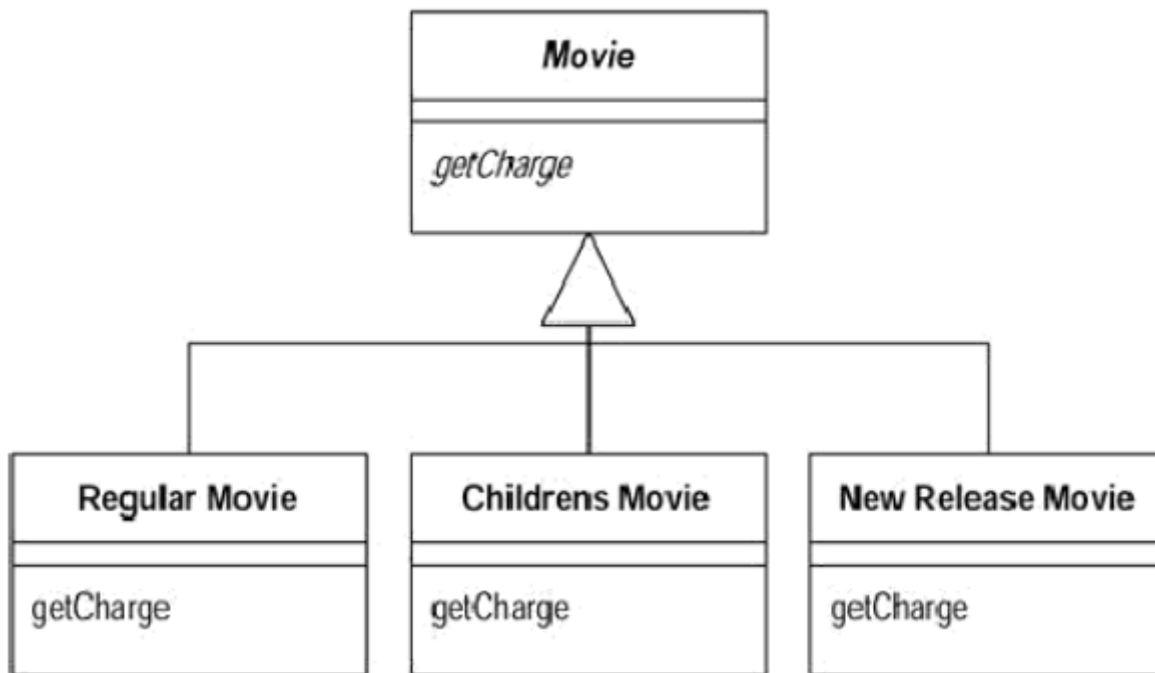 Movie
getCharge
Regular Movie
Childrens Movie
New Release Movie
getCharge
getCharge
getCharge